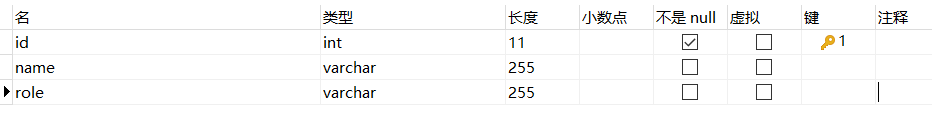 名 类型 长度 小数点 不是 null 虚拟 键 注释
id int 11 1
name varchar 255
role varchar 255